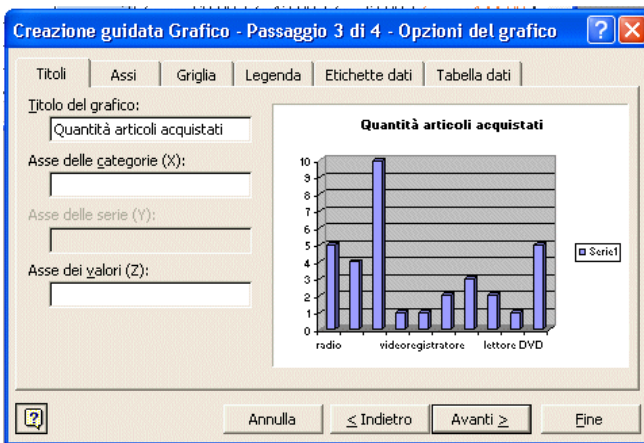 Creazione guidata Grafico - Passaggio 3 di 4 - Opzioni del grafico
Titoli Assi Griglia Legenda Etichette dati Tabella dati
Titolo del grafico:
Quantità articoli acquistati
Asse delle categorie (X):
Asse delle serie (Y):
Asse dei valori (Z):
Quantità articoli acquistati
10
9
8
7
6
5
4
3
2
1
0
radio videoregistratore lettore DVD
Serie1
Annulla < Indietro Avanti > Fine